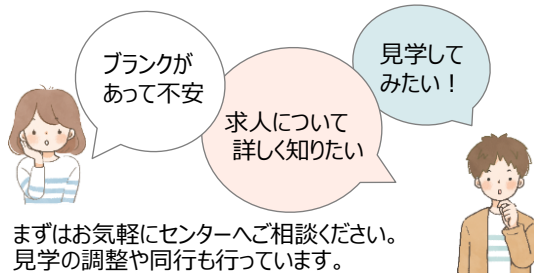 ブランクが
あって不安
求人について
詳しく知りたい
見学して
みたい！
まずはお気軽にセンターへご相談ください。
見学の調整や同行も行っています。